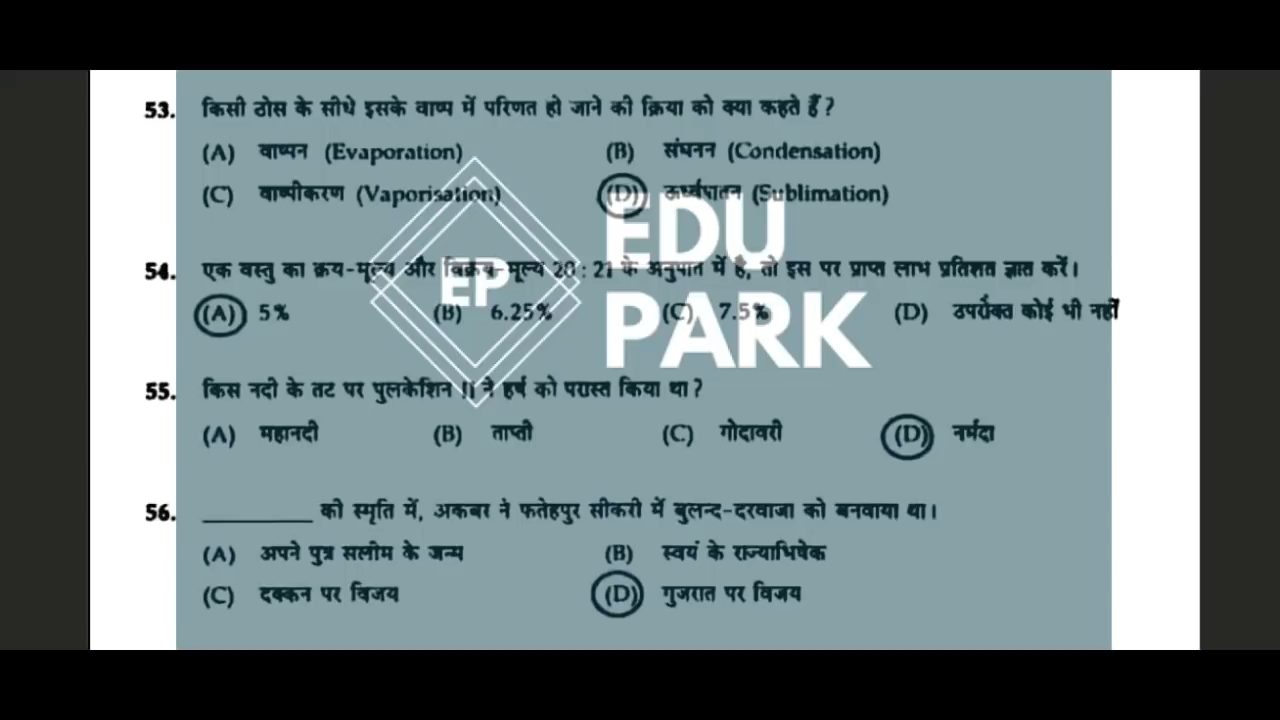 53. किसी ठोस के सीधे इसके वाष्प में परिणत हो जाने की क्रिया को क्या कहते हैं ?
(A) वाष्पन (Evaporation) (B) संघनन (Condensation)
(C) वाष्पीकरण (Vaporisation) (D) ऊर्ध्वपातन (Sublimation)
54. एक वस्तु का क्रय-मूल्य और विक्रय-मूल्य 20 : 21 के अनुपात में है, तो इस पर प्राप्त लाभ प्रतिशत ज्ञात करें।
(A) 5% (B) 6.25% (C) 7.5% (D) उपरोक्त कोई भी नहीं
55. किस नदी के तट पर पुलकेशिन II ने हर्ष को परास्त किया था ?
(A) महानदी (B) ताप्ती (C) गोदावरी (D) नर्मदा
56. __________ की स्मृति में, अकबर ने फतेहपुर सीकरी में बुलन्द-दरवाजा को बनवाया था।
(A) अपने पुत्र सलीम के जन्म (B) स्वयं के राज्याभिषेक
(C) दक्कन पर विजय (D) गुजरात पर विजय
EP
EDU
PARK